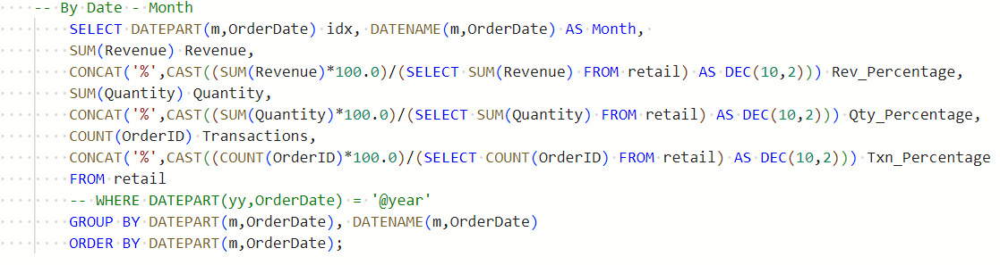 -- By Date - Month
SELECT DATEPART(m,OrderDate) idx, DATENAME(m,OrderDate) AS Month,
SUM(Revenue) Revenue,
CONCAT('%',CAST((SUM(Revenue)*100.0)/(SELECT SUM(Revenue) FROM retail) AS DEC(10,2))) Rev_Percentage,
SUM(Quantity) Quantity,
CONCAT('%',CAST((SUM(Quantity)*100.0)/(SELECT SUM(Quantity) FROM retail) AS DEC(10,2))) Qty_Percentage,
COUNT(OrderID) Transactions,
CONCAT('%',CAST((COUNT(OrderID)*100.0)/(SELECT COUNT(OrderID) FROM retail) AS DEC(10,2))) Txn_Percentage
FROM retail
-- WHERE DATEPART(yy,OrderDate) = '@year'
GROUP BY DATEPART(m,OrderDate), DATENAME(m,OrderDate)
ORDER BY DATEPART(m,OrderDate);